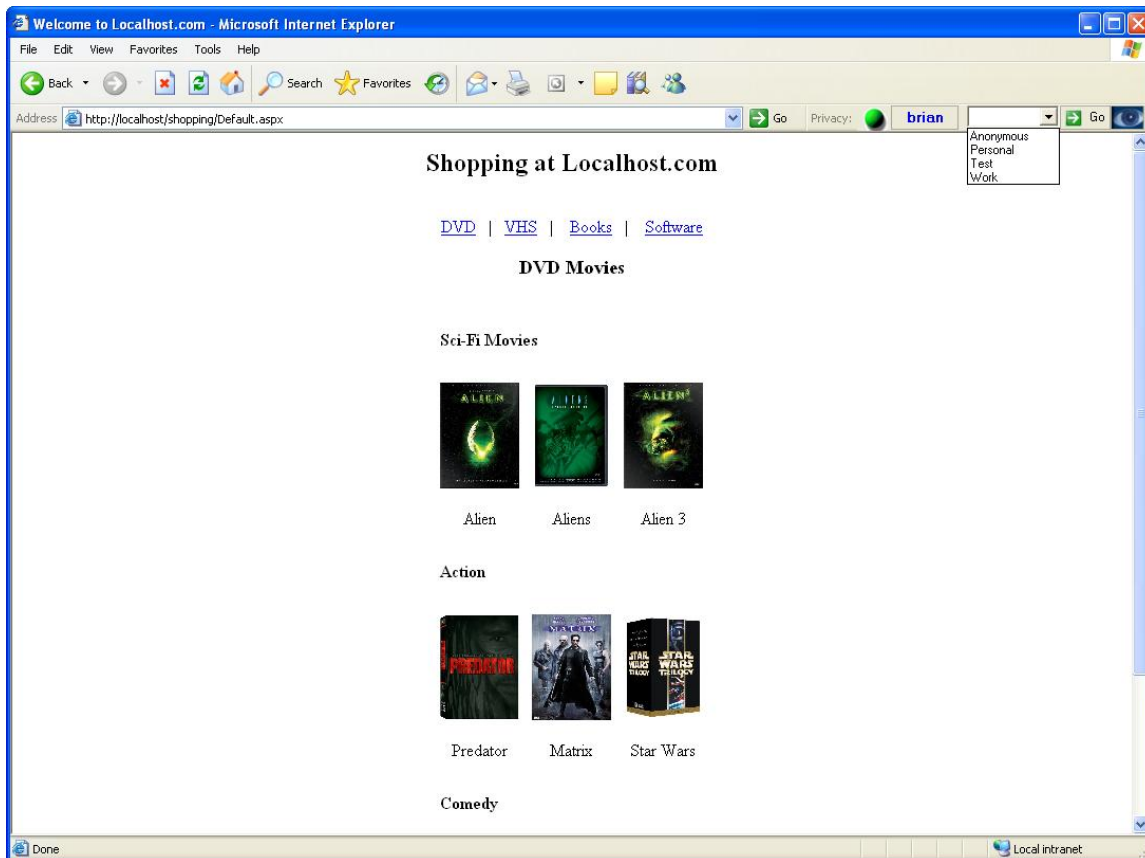 Welcome to Localhost.com - Microsoft Internet Explorer
File Edit View Favorites Tools Help
Back Search Favorites
Address http://localhost/shopping/Default.aspx Go Privacy: brian Go
Anonymous
Personal
Test
Work
Shopping at Localhost.com
DVD | VHS | Books | Software
DVD Movies
Sci-Fi Movies
ALIEN ALIENS ALIEN³
Alien Aliens Alien 3
Action
PREDATOR MATRIX STAR WARS TRILOGY STAR WARS TRILOGY
Predator Matrix Star Wars
Comedy
Done Local intranet